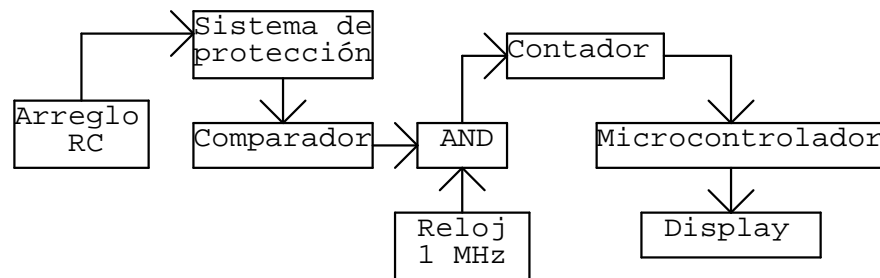 Sistema de
protección
Contador
Arreglo
RC
Comparador
AND
Microcontrolador
Reloj
1 MHz
Display